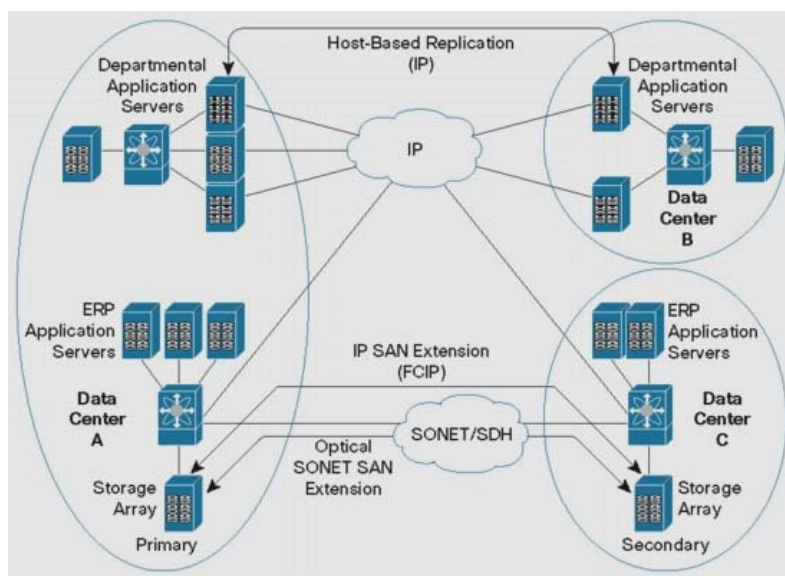 Host-Based Replication
(IP)
Departmental
Application
Servers
Departmental
Application
Servers
IP
Data
Center
B
ERP
Application
Servers
ERP
Application
Servers
IP SAN Extension
(FCIP)
Data
Center
A
Data
Center
C
SONET/SDH
Optical
SONET SAN
Extension
Storage
Array
Storage
Array
Primary
Secondary